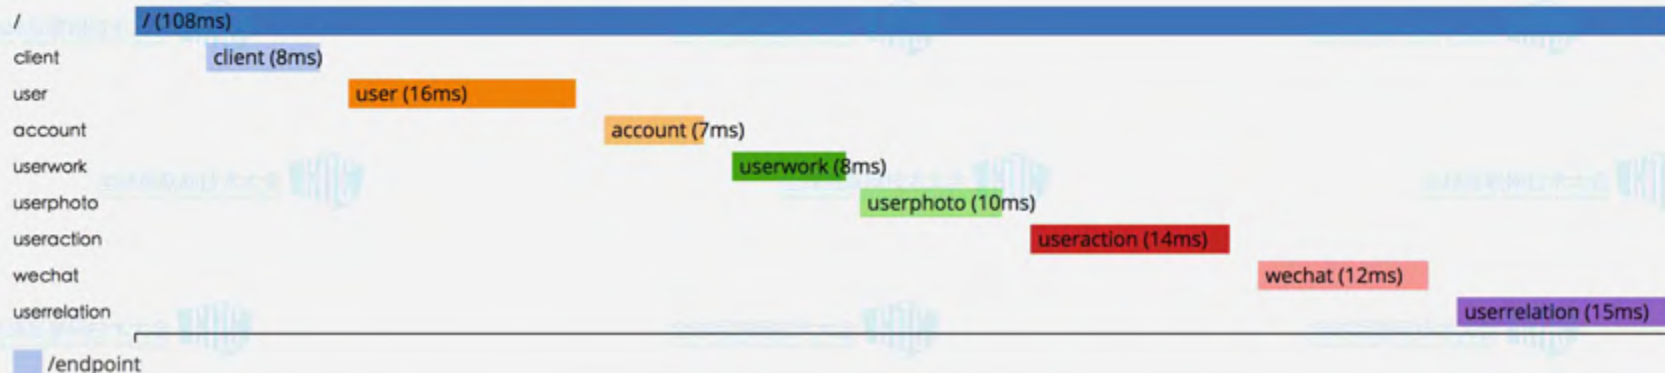 / / (108ms)
client client (8ms)
user user (16ms)
account account (7ms)
userwork userwork (8ms)
userphoto userphoto (10ms)
useraction useraction (14ms)
wechat wechat (12ms)
userrelation userrelation (15ms)
/endpoint